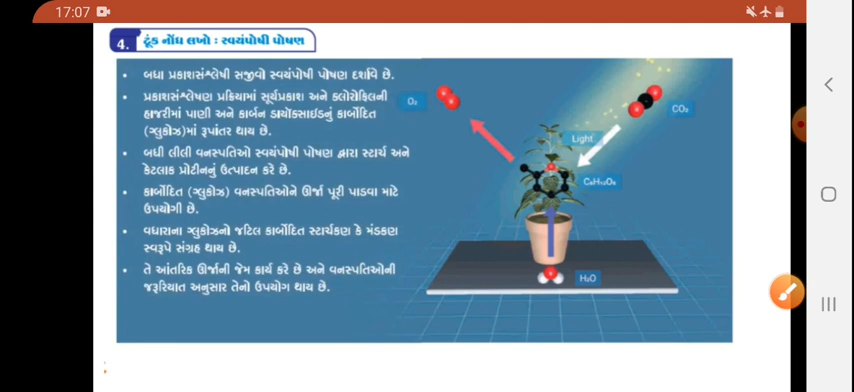 17:07
4. ટૂંક નોંધ લખો : સ્વયંપોષી પોષણ
• બધા પ્રકાશસંશ્લેષી સજીવો સ્વયંપોષી પોષણ દર્શાવે છે.
• પ્રકાશસંશ્લેષણ પ્રક્રિયામાં સૂર્યપ્રકાશ અને ક્લોરોફિલની
હાજરીમાં પાણી અને કાર્બન ડાયૉક્સાઇડનું કાર્બોદિત
(ગ્લુકોઝ)માં રૂપાંતર થાય છે.
• બધી લીલી વનસ્પતિઓ સ્વયંપોષી પોષણ દ્વારા સ્ટાર્ચ અને
કેટલાક પ્રોટીનનું ઉત્પાદન કરે છે.
• કાર્બોદિત (ગ્લુકોઝ) વનસ્પતિઓને ઊર્જા પૂરી પાડવા માટે
ઉપયોગી છે.
• વધારાના ગ્લુકોઝનો જટિલ કાર્બોદિત સ્ટાર્ચકણ કે મંડકણ
સ્વરૂપે સંગ્રહ થાય છે.
• તે આંતરિક ઊર્જાની જેમ કાર્ય કરે છે અને વનસ્પતિઓની
જરૂરિયાત અનુસાર તેનો ઉપયોગ થાય છે.
O₂
CO₂
Light
C₆H₁₂O₆
H₂O